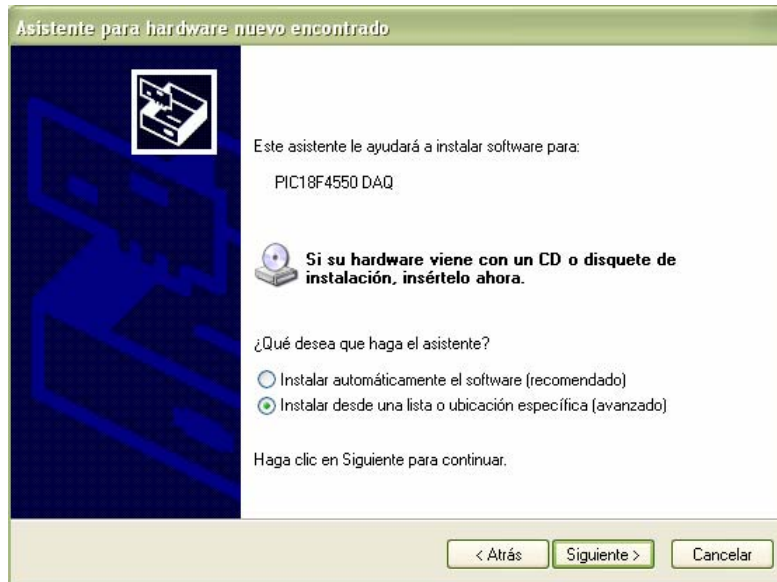 Asistente para hardware nuevo encontrado
Este asistente le ayudará a instalar software para:
PIC18F4550 DAQ
Si su hardware viene con un CD o disquete de
instalación, insértelo ahora.
¿Qué desea que haga el asistente?
Instalar automáticamente el software (recomendado)
Instalar desde una lista o ubicación específica (avanzado)
Haga clic en Siguiente para continuar.
< Atrás
Siguiente >
Cancelar